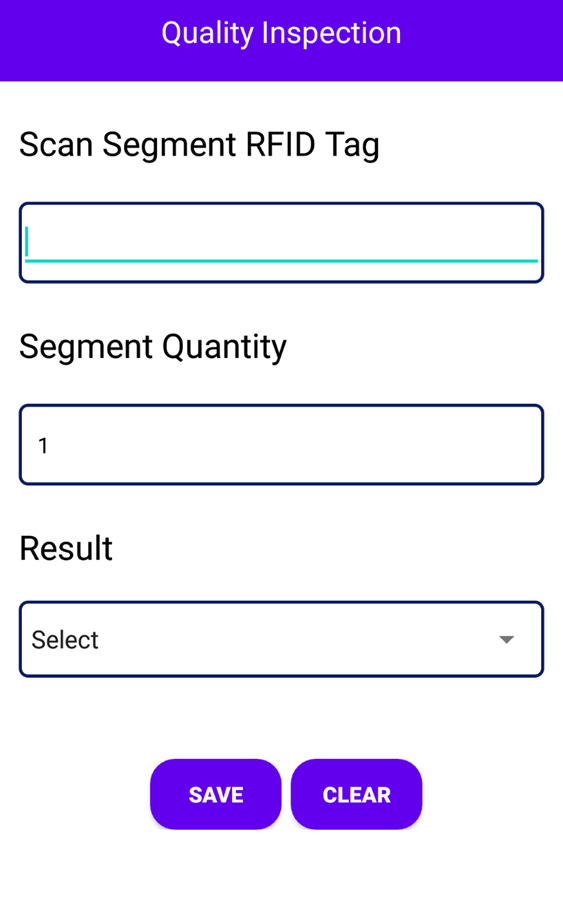 Quality Inspection
Scan Segment RFID Tag
Segment Quantity
1
Result
Select
SAVE CLEAR